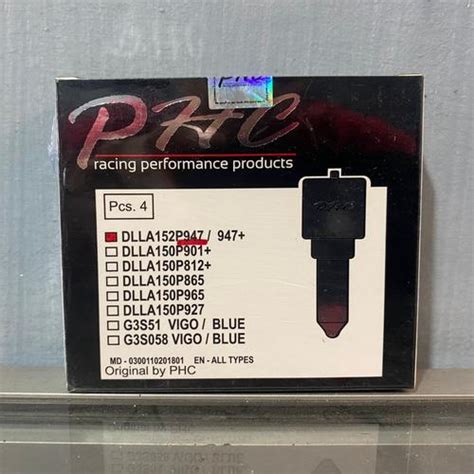 PHC
racing performance products
Pcs. 4
DLLA152P947 / 947+
DLLA150P901+
DLLA150P812+
DLLA150P865
DLLA150P965
DLLA150P927
G3S51 VIGO / BLUE
G3S058 VIGO / BLUE
MD - 0300110201801 EN - ALL TYPES
Original by PHC
PHC